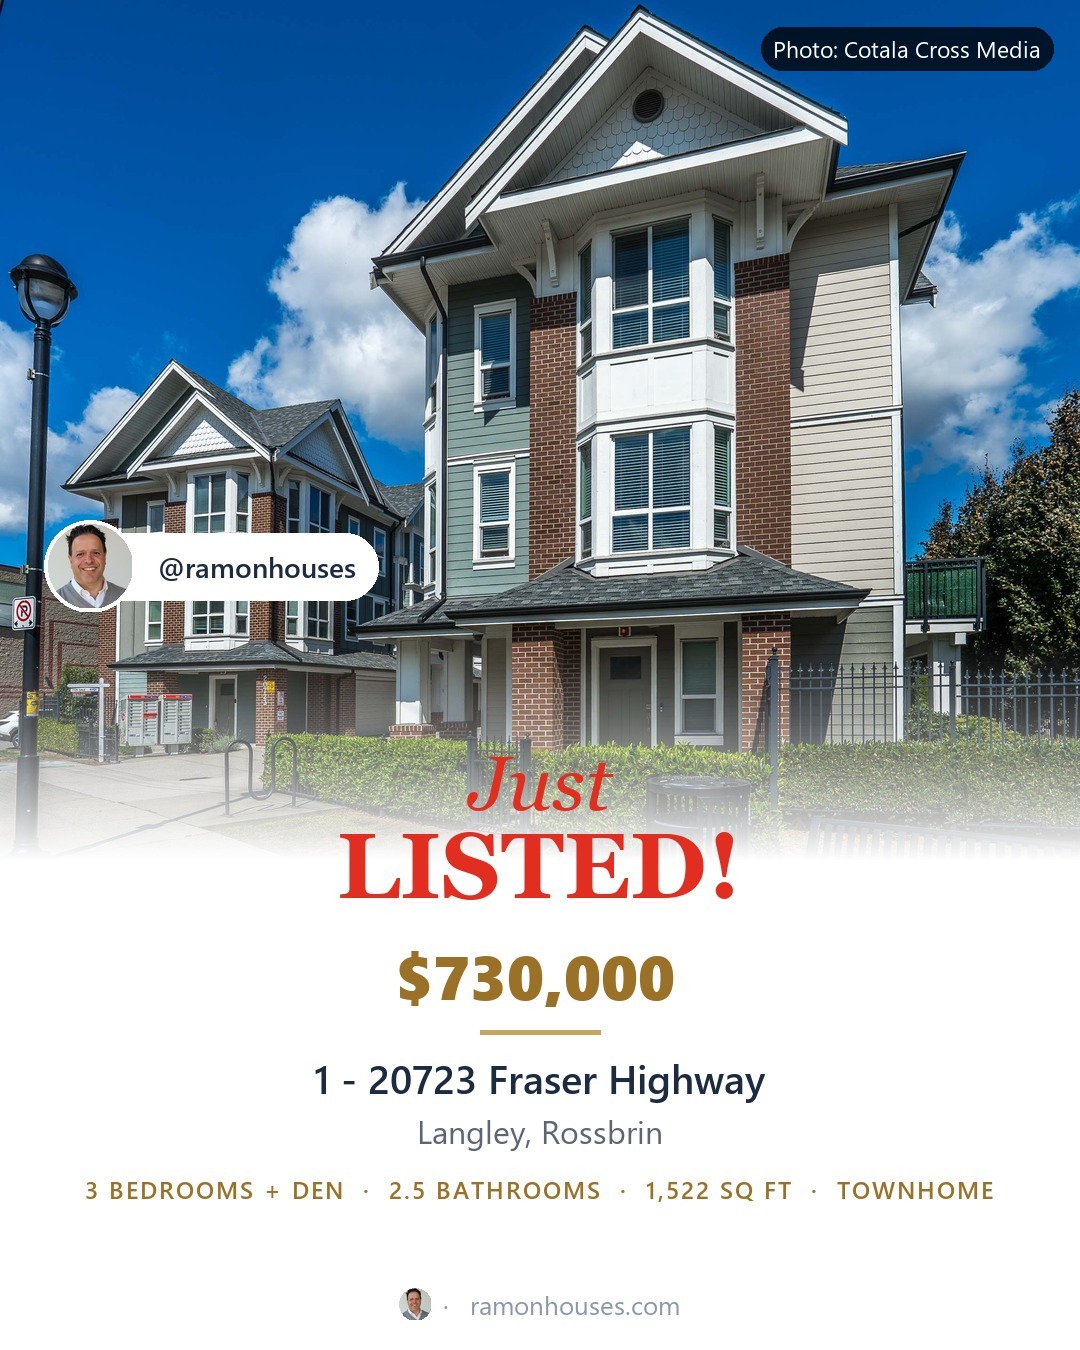 Photo: Cotala Cross Media
@ramonhouses
Just
LISTED!
$730,000
1 - 20723 Fraser Highway
Langley, Rossbrin
3 BEDROOMS + DEN · 2.5 BATHROOMS · 1,522 SQ FT · TOWNHOME
· ramonhouses.com